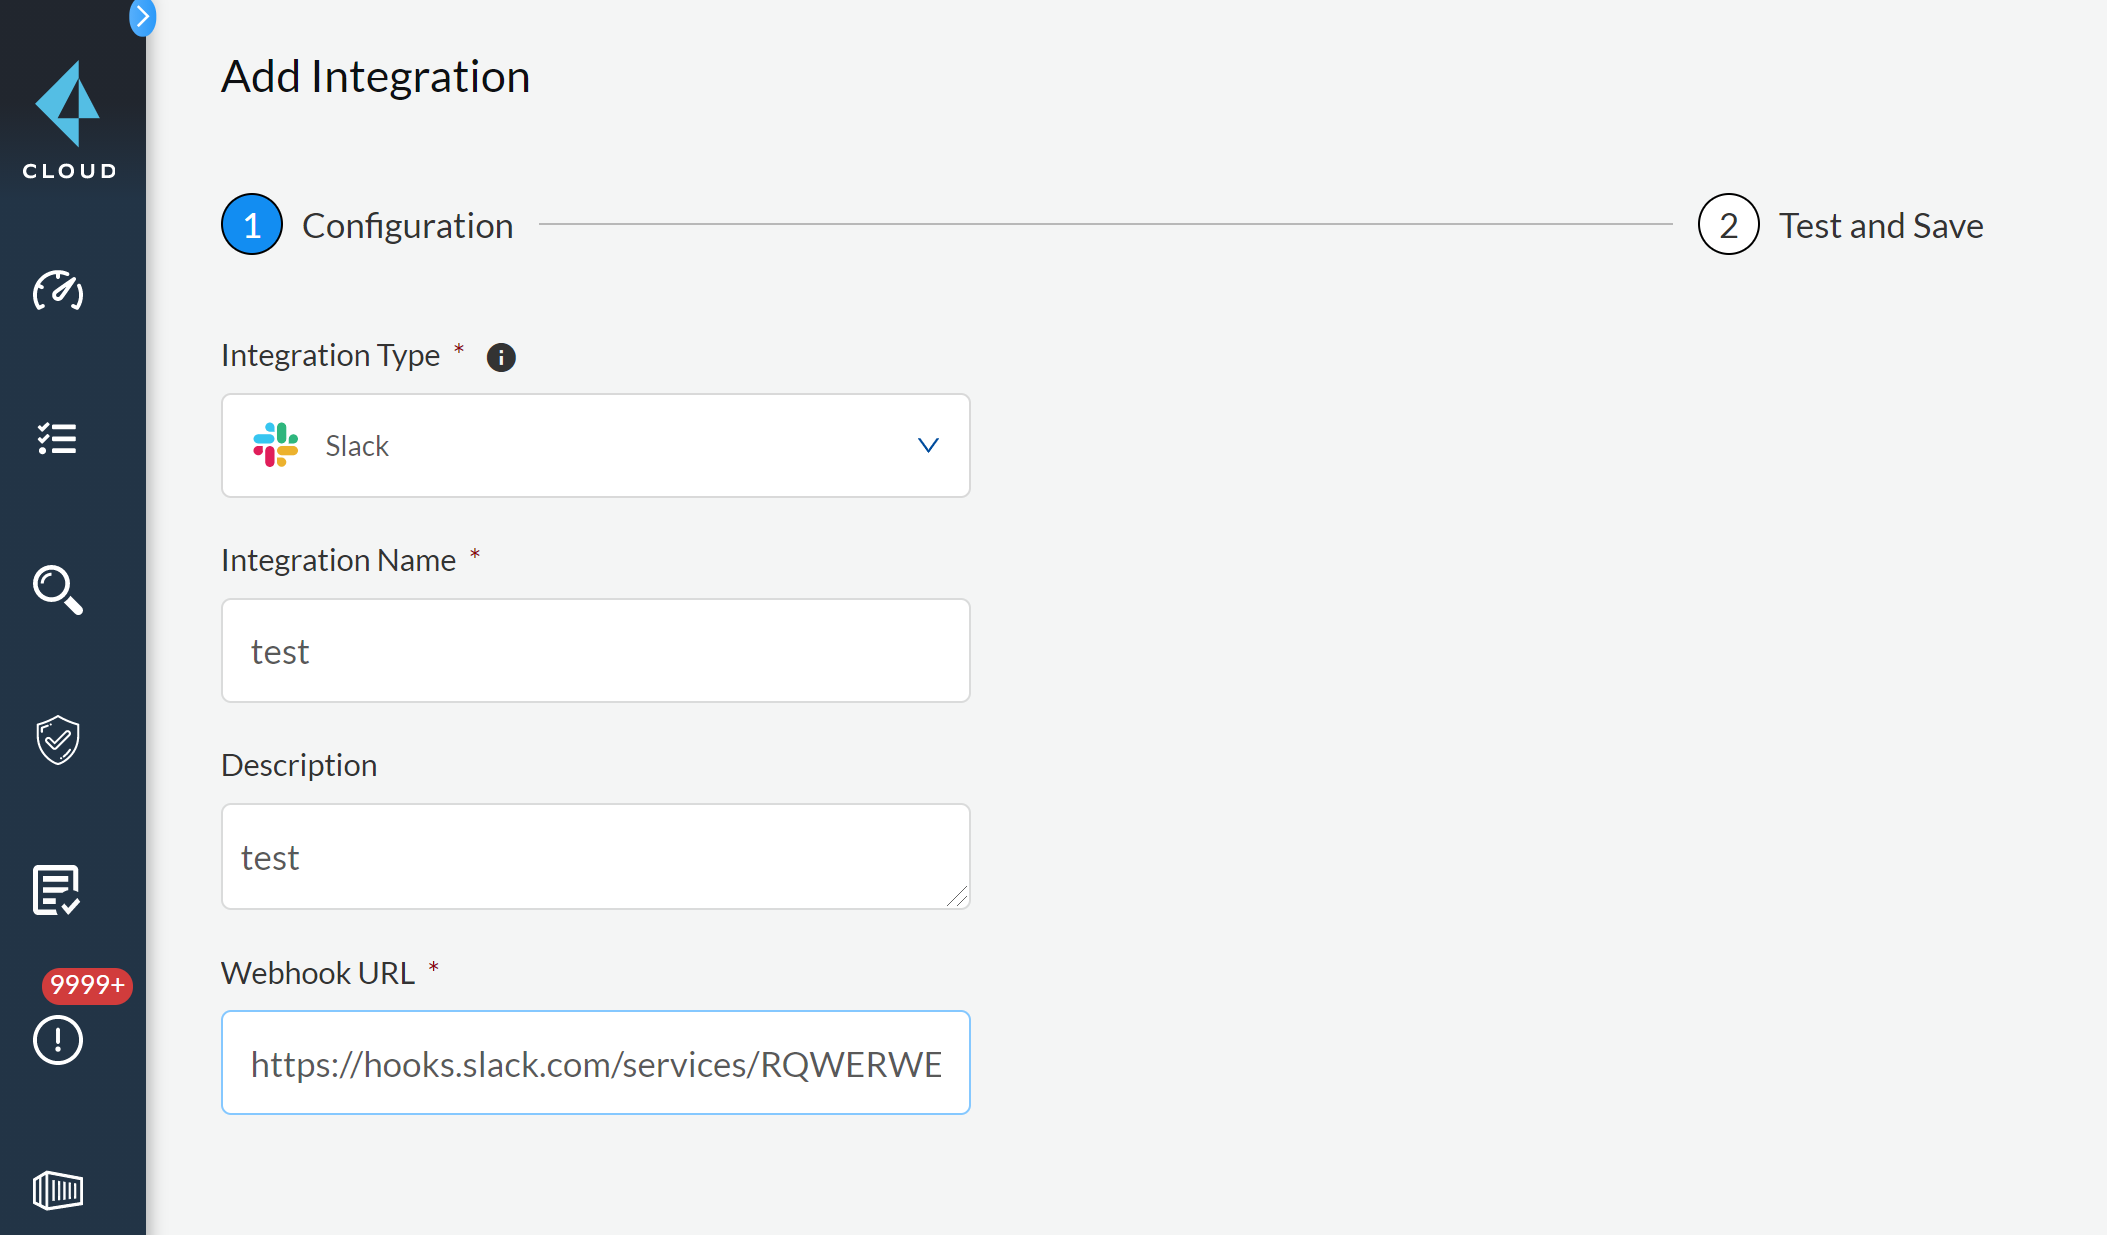 CLOUD
Add Integration
1 Configuration
2 Test and Save
Integration Type * i
Slack
Integration Name *
test
Description
test
Webhook URL *
https://hooks.slack.com/services/RQWERWE
9999+